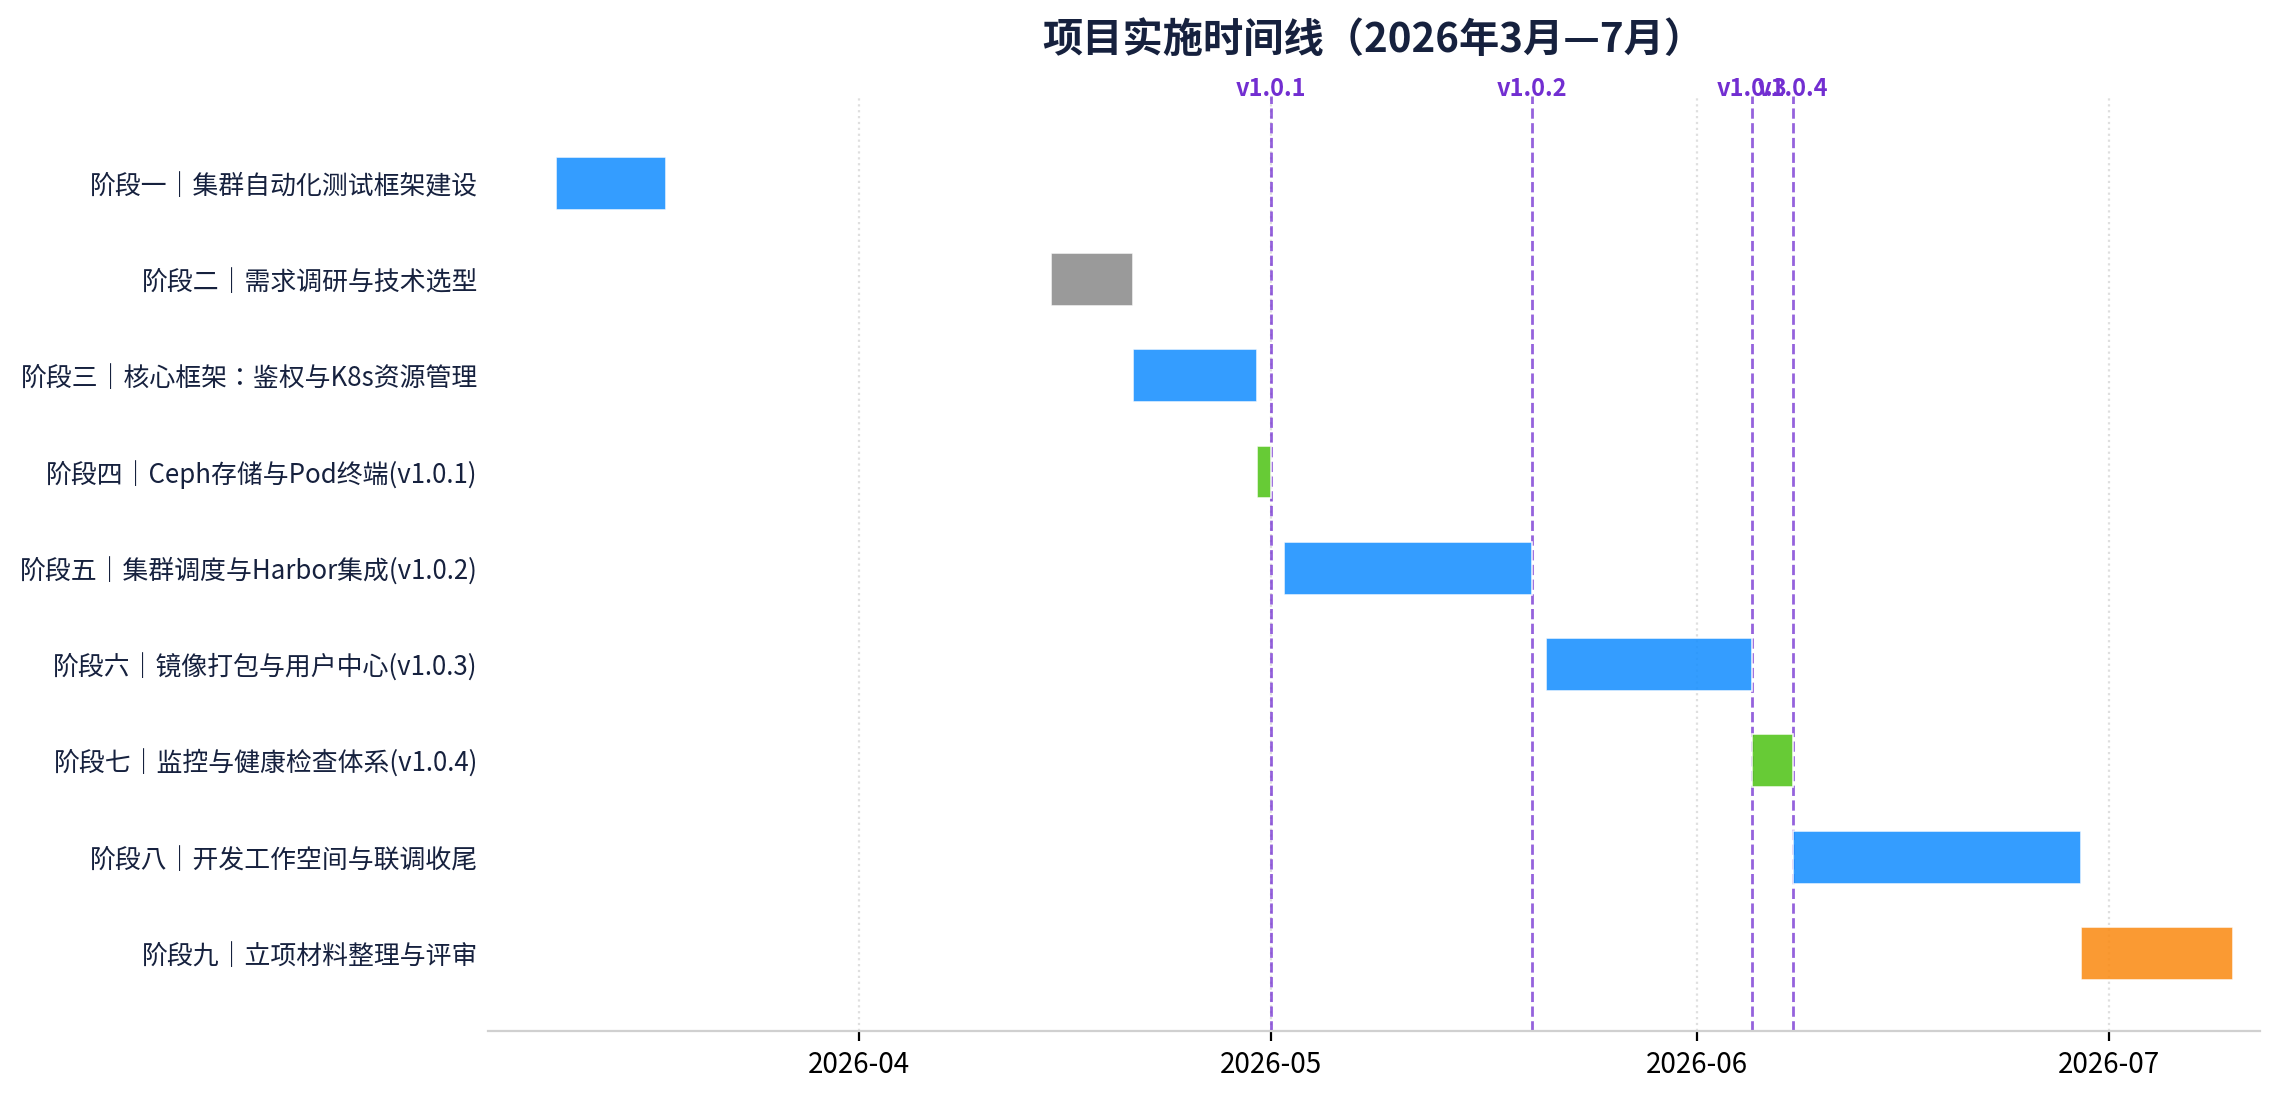 项目实施时间线（2026年3月—7月）
v1.0.1
v1.0.2
v1.0.3
v1.0.4
阶段一｜集群自动化测试框架建设
阶段二｜需求调研与技术选型
阶段三｜核心框架：鉴权与K8s资源管理
阶段四｜Ceph存储与Pod终端(v1.0.1)
阶段五｜集群调度与Harbor集成(v1.0.2)
阶段六｜镜像打包与用户中心(v1.0.3)
阶段七｜监控与健康检查体系(v1.0.4)
阶段八｜开发工作空间与联调收尾
阶段九｜立项材料整理与评审
2026-04
2026-05
2026-06
2026-07